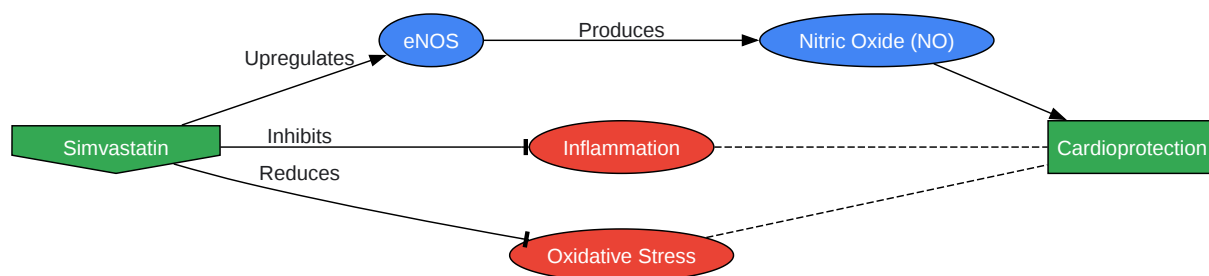 eNOS
Produces
Nitric Oxide (NO)
Upregulates
Simvastatin
Inhibits
Inflammation
Cardioprotection
Reduces
Oxidative Stress